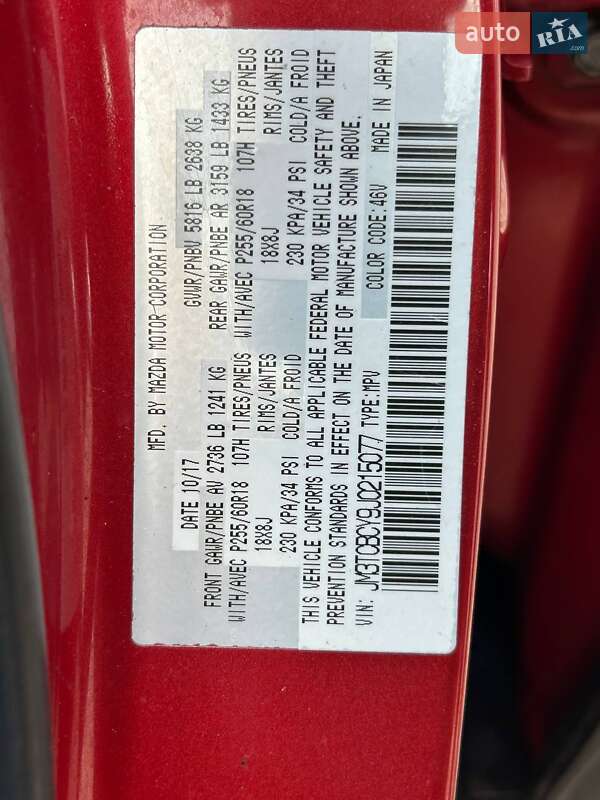 MFD. BY MAZDA MOTOR CORPORATION
DATE 10/17 GVWR/PNBV 5816 LB 2638 KG
FRONT GAWR/PNBE AV 2736 LB 1241 KG REAR GAWR/PNBE AR 3159 LB 1433 KG
WITH/AVEC P255/60R18 107H TIRES/PNEUS WITH/AVEC P255/60R18 107H TIRES/PNEUS
18X8J RIMS/JANTES 18X8J RIMS/JANTES
230 KPA/34 PSI COLD/A FROID 230 KPA/34 PSI COLD/A FROID
THIS VEHICLE CONFORMS TO ALL APPLICABLE FEDERAL MOTOR VEHICLE SAFETY AND THEFT
PREVENTION STANDARDS IN EFFECT ON THE DATE OF MANUFACTURE SHOWN ABOVE.
VIN: JM3TCBCY9J0215077 TYPE:MPV COLOR CODE:46V MADE IN JAPAN
auto RIA.com